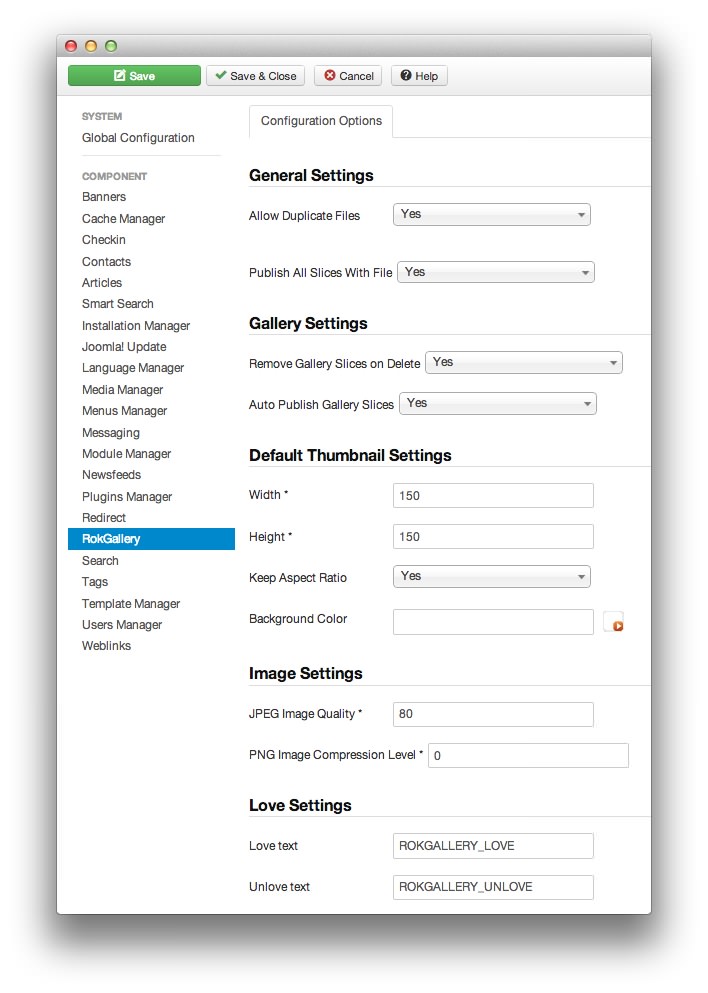 Save
Save & Close
Cancel
Help
SYSTEM
Global Configuration
COMPONENT
Banners
Cache Manager
Checkin
Contacts
Articles
Smart Search
Installation Manager
Joomla! Update
Language Manager
Media Manager
Menus Manager
Messaging
Module Manager
Newsfeeds
Plugins Manager
Redirect
RokGallery
Search
Tags
Template Manager
Users Manager
Weblinks
Configuration Options
General Settings
Allow Duplicate Files Yes
Publish All Slices With File Yes
Gallery Settings
Remove Gallery Slices on Delete Yes
Auto Publish Gallery Slices Yes
Default Thumbnail Settings
Width * 150
Height * 150
Keep Aspect Ratio Yes
Background Color
Image Settings
JPEG Image Quality * 80
PNG Image Compression Level * 0
Love Settings
Love text ROKGALLERY_LOVE
Unlove text ROKGALLERY_UNLOVE